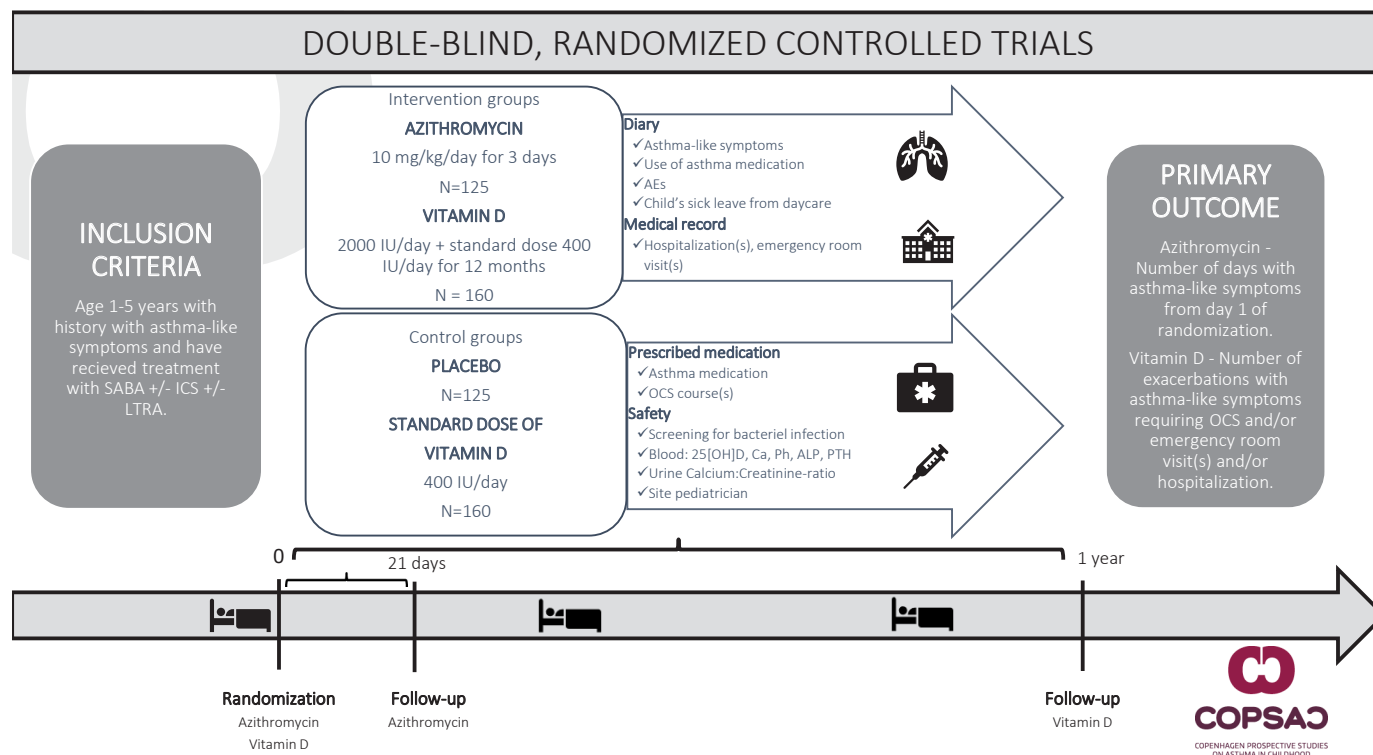 DOUBLE-BLIND, RANDOMIZED CONTROLLED TRIALS
INCLUSION
CRITERIA
Age 1-5 years with
history with asthma-like
symptoms and have
recieved treatment
with SABA +/- ICS +/-
LTRA.
Intervention groups
AZITHROMYCIN
10 mg/kg/day for 3 days
N=125
VITAMIN D
2000 IU/day + standard dose 400
IU/day for 12 months
N = 160
Control groups
PLACEBO
N=125
STANDARD DOSE OF
VITAMIN D
400 IU/day
N=160
Diary
✓Asthma-like symptoms
✓Use of asthma medication
✓AEs
✓Child's sick leave from daycare
Medical record
✓Hospitalization(s), emergency room
visit(s)
Prescribed medication
✓Asthma medication
✓OCS course(s)
Safety
✓Screening for bacteriel infection
✓Blood: 25[OH]D, Ca, Ph, ALP, PTH
✓Urine Calcium:Creatinine-ratio
✓Site pediatrician
PRIMARY
OUTCOME
Azithromycin -
Number of days with
asthma-like symptoms
from day 1 of
randomization.
Vitamin D - Number of
exacerbations with
asthma-like symptoms
requiring OCS and/or
emergency room
visit(s) and/or
hospitalization.
0
21 days
1 year
Randomization
Azithromycin
Vitamin D
Follow-up
Azithromycin
Follow-up
Vitamin D
COPSAC
COPENHAGEN PROSPECTIVE STUDIES
ON ASTHMA IN CHILDHOOD